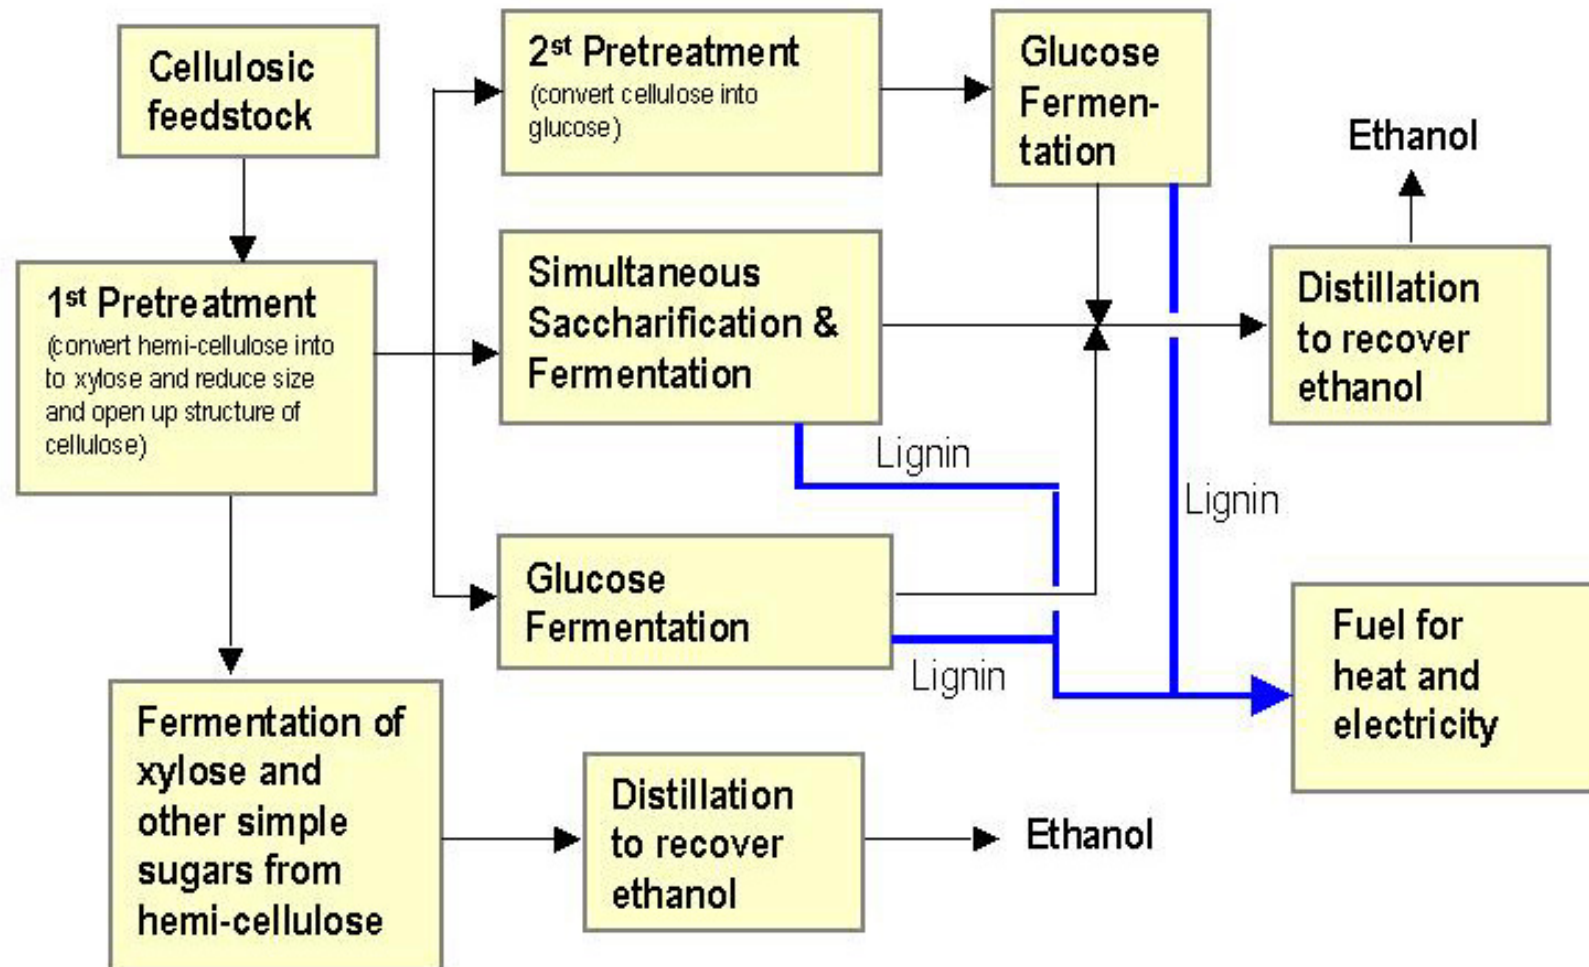 Cellulosic
feedstock
1st Pretreatment
(convert hemi-cellulose into
to xylose and reduce size
and open up structure of
cellulose)
2st Pretreatment
(convert cellulose into
glucose)
Glucose
Fermen-
tation
Simultaneous
Saccharification &
Fermentation
Glucose
Fermentation
Lignin
Lignin
Lignin
Ethanol
Distillation
to recover
ethanol
Fuel for
heat and
electricity
Fermentation of
xylose and
other simple
sugars from
hemi-cellulose
Distillation
to recover
ethanol
Ethanol